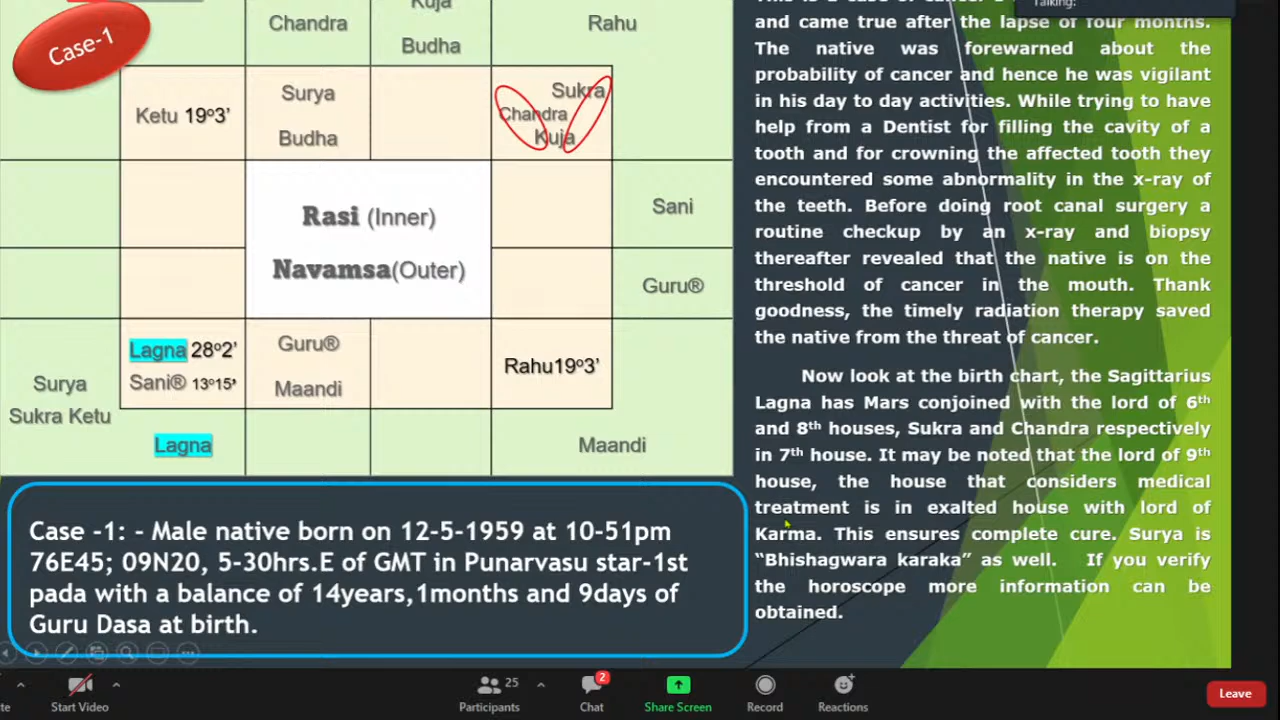 Case-1
Chandra
Kuja
Budha
Rahu
Ketu 19º3'
Surya
Budha
Sukra
Chandra
Kuja
Rasi (Inner)
Navamsa(Outer)
Sani
Guru®
Lagna 28º2'
Sani® 13º15'
Guru®
Maandi
Rahu19º3'
Surya
Sukra Ketu
Lagna
Maandi
Case -1: - Male native born on 12-5-1959 at 10-51pm
76E45; 09N20, 5-30hrs.E of GMT in Punarvasu star-1st
pada with a balance of 14years,1months and 9days of
Guru Dasa at birth.
Talking:
and came true after the lapse of four months.
The native was forewarned about the
probability of cancer and hence he was vigilant
in his day to day activities. While trying to have
help from a Dentist for filling the cavity of a
tooth and for crowning the affected tooth they
encountered some abnormality in the x-ray of
the teeth. Before doing root canal surgery a
routine checkup by an x-ray and biopsy
thereafter revealed that the native is on the
threshold of cancer in the mouth. Thank
goodness, the timely radiation therapy saved
the native from the threat of cancer.
Now look at the birth chart, the Sagittarius
Lagna has Mars conjoined with the lord of 6th
and 8th houses, Sukra and Chandra respectively
in 7th house. It may be noted that the lord of 9th
house, the house that considers medical
treatment is in exalted house with lord of
Karma. This ensures complete cure. Surya is
“Bhishagwara karaka” as well. If you verify
the horoscope more information can be
obtained.
te
Start Video
25
Participants
2
Chat
Share Screen
Record
Reactions
Leave